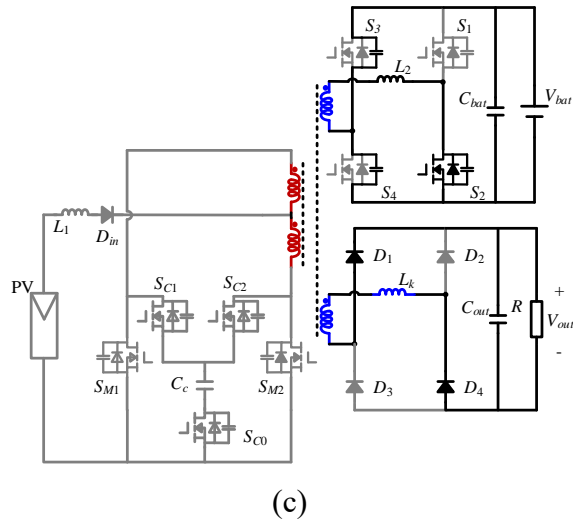 S3 S1
L2
Cbat Vbat
S4 S2
L1 Din
D1 D2
PV
SC1 SC2
Lk
Cout R + Vout -
SM1 Cc SM2
D3 D4
SC0
(c)